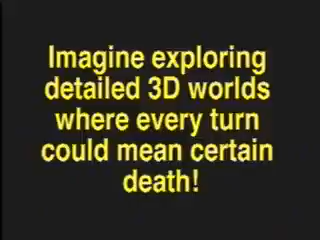 Imagine exploring
detailed 3D worlds
where every turn
could mean certain
death!